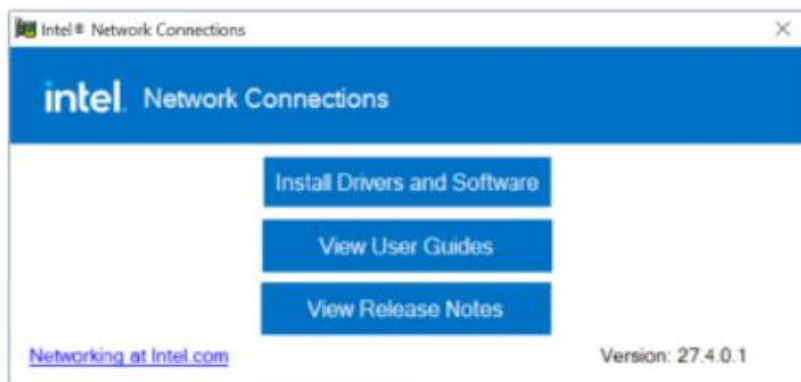 Intel® Network Connections
intel. Network Connections
Install Drivers and Software
View User Guides
View Release Notes
Networking at Intel.com Version: 27.4.0.1